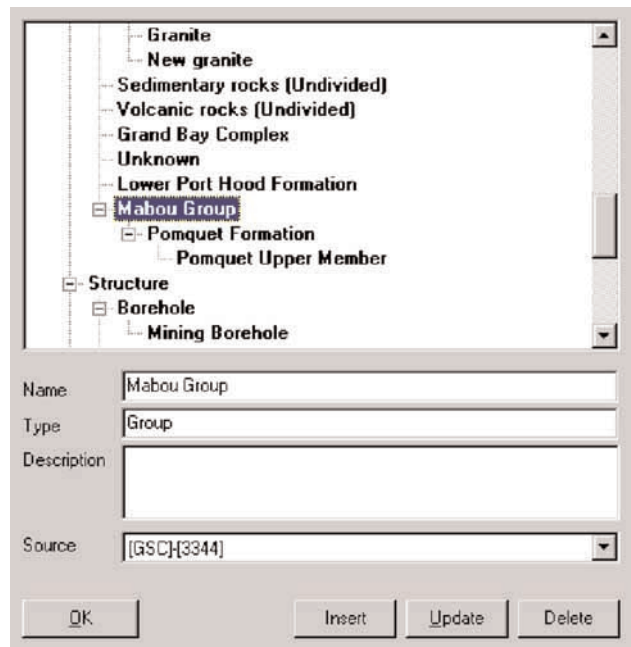 Granite
New granite
Sedimentary rocks (Undivided)
Volcanic rocks (Undivided)
Grand Bay Complex
Unknown
Lower Port Hood Formation
Mabou Group
Pomquet Formation
Pomquet Upper Member
Structure
Borehole
Mining Borehole
Name Mabou Group
Type Group
Description
Source [GSC]-[3344]
OK Insert Update Delete